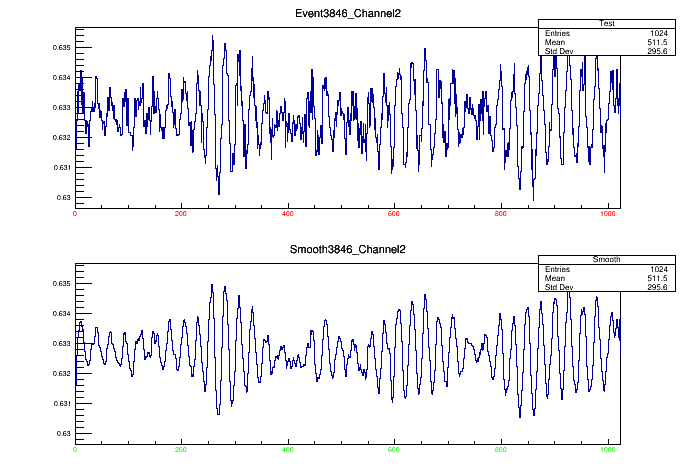 Event3846_Channel2
Test
Entries 1024
Mean 511.5
Std Dev 295.6
0.635
0.634
0.633
0.632
0.631
0.63
0 200 400 600 800 1000
Smooth3846_Channel2
Smooth
Entries 1024
Mean 511.5
Std Dev 295.6
0.635
0.634
0.633
0.632
0.631
0.63
0 200 400 600 800 1000